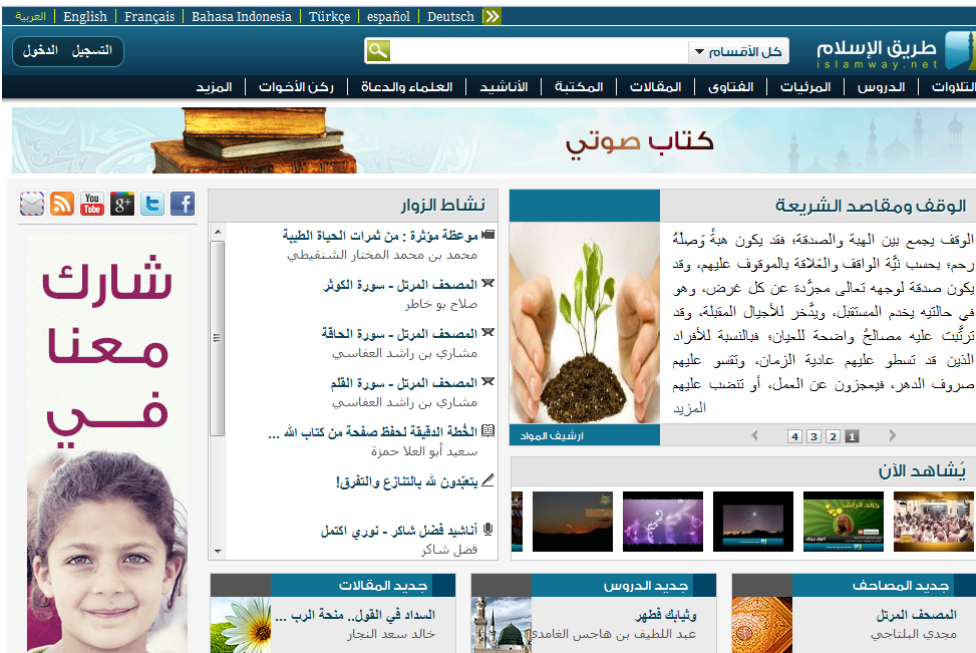 العربية | English | Français | Bahasa Indonesia | Türkçe | español | Deutsch
طريق الإسلام
islamway.net
كل الأقسام
التسجيل الدخول
التلاوات | الدروس | المرئيات | الفتاوى | المقالات | المكتبة | الأناشيد | العلماء والدعاة | ركن الأخوات | المزيد
كتاب صوتي
الوقف ومقاصد الشريعة
الوقف يجمع بين الهبة والصدقة؛ فقد يكون هبةً وَصِلَةُ
رحم؛ بحسب نيَّة الواقف والعَلاقة بالموقوف عليهم، وقد
يكون صدقة لوجهه تعالى مجرَّدة عن كل غرض، وهو
في حالتيه يخدم المستقبل، ويدَّخر للأجيال المقبلة، وقد
ترتَّبت عليه مصالحُ واضحة للعيان؛ فبالنسبة للأفراد
الذين قد تسطو عليهم عادية الزمان، وتقسو عليهم
صروف الدهر، فيعجزون عن العمل، أو تنضب عليهم
المزيد
ارشيف المواد
1 2 3 4
يُشاهد الآن
نشاط الزوار
موعظة مؤثرة : من ثمرات الحياة الطيبة
محمد بن محمد المختار الشنقيطي
المصحف المرتل - سورة الكوثر
صلاح بو خاطر
المصحف المرتل - سورة الحاقة
مشاري بن راشد العفاسي
المصحف المرتل - سورة القلم
مشاري بن راشد العفاسي
الخُطة الدقيقة لحفظ صفحة من كتاب الله ...
سعيد أبو العلا حمزة
يتعبّدون لله بالتنازع والتفرق!
أناشيد فضل شاكر - نوري اكتمل
فضل شاكر
You Tube
شارك
معنا
في
جديد المصاحف
المصحف المرتل
مجدي البلتاجي
جديد الدروس
وثيابك فطهر
عبد اللطيف بن هاجس الغامدي
جديد المقالات
السداد في القول.. منحة الرب ...
خالد سعد النجار